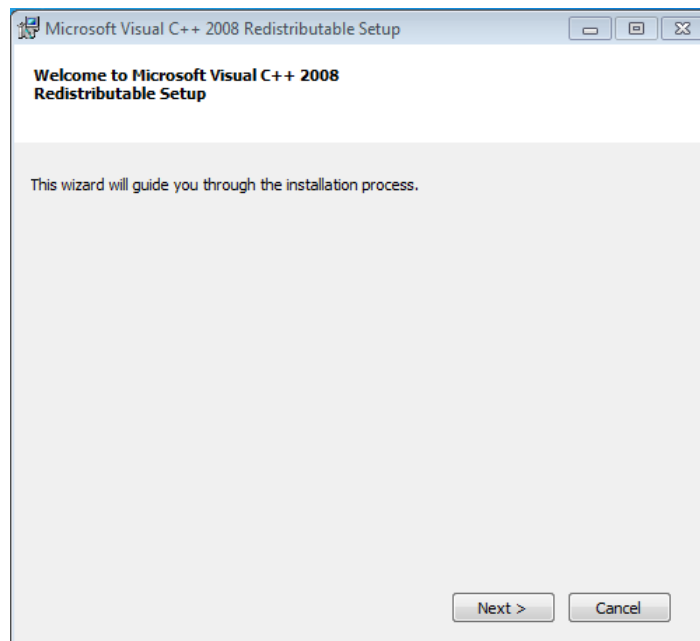 Microsoft Visual C++ 2008 Redistributable Setup
Welcome to Microsoft Visual C++ 2008
Redistributable Setup
This wizard will guide you through the installation process.
Next >
Cancel